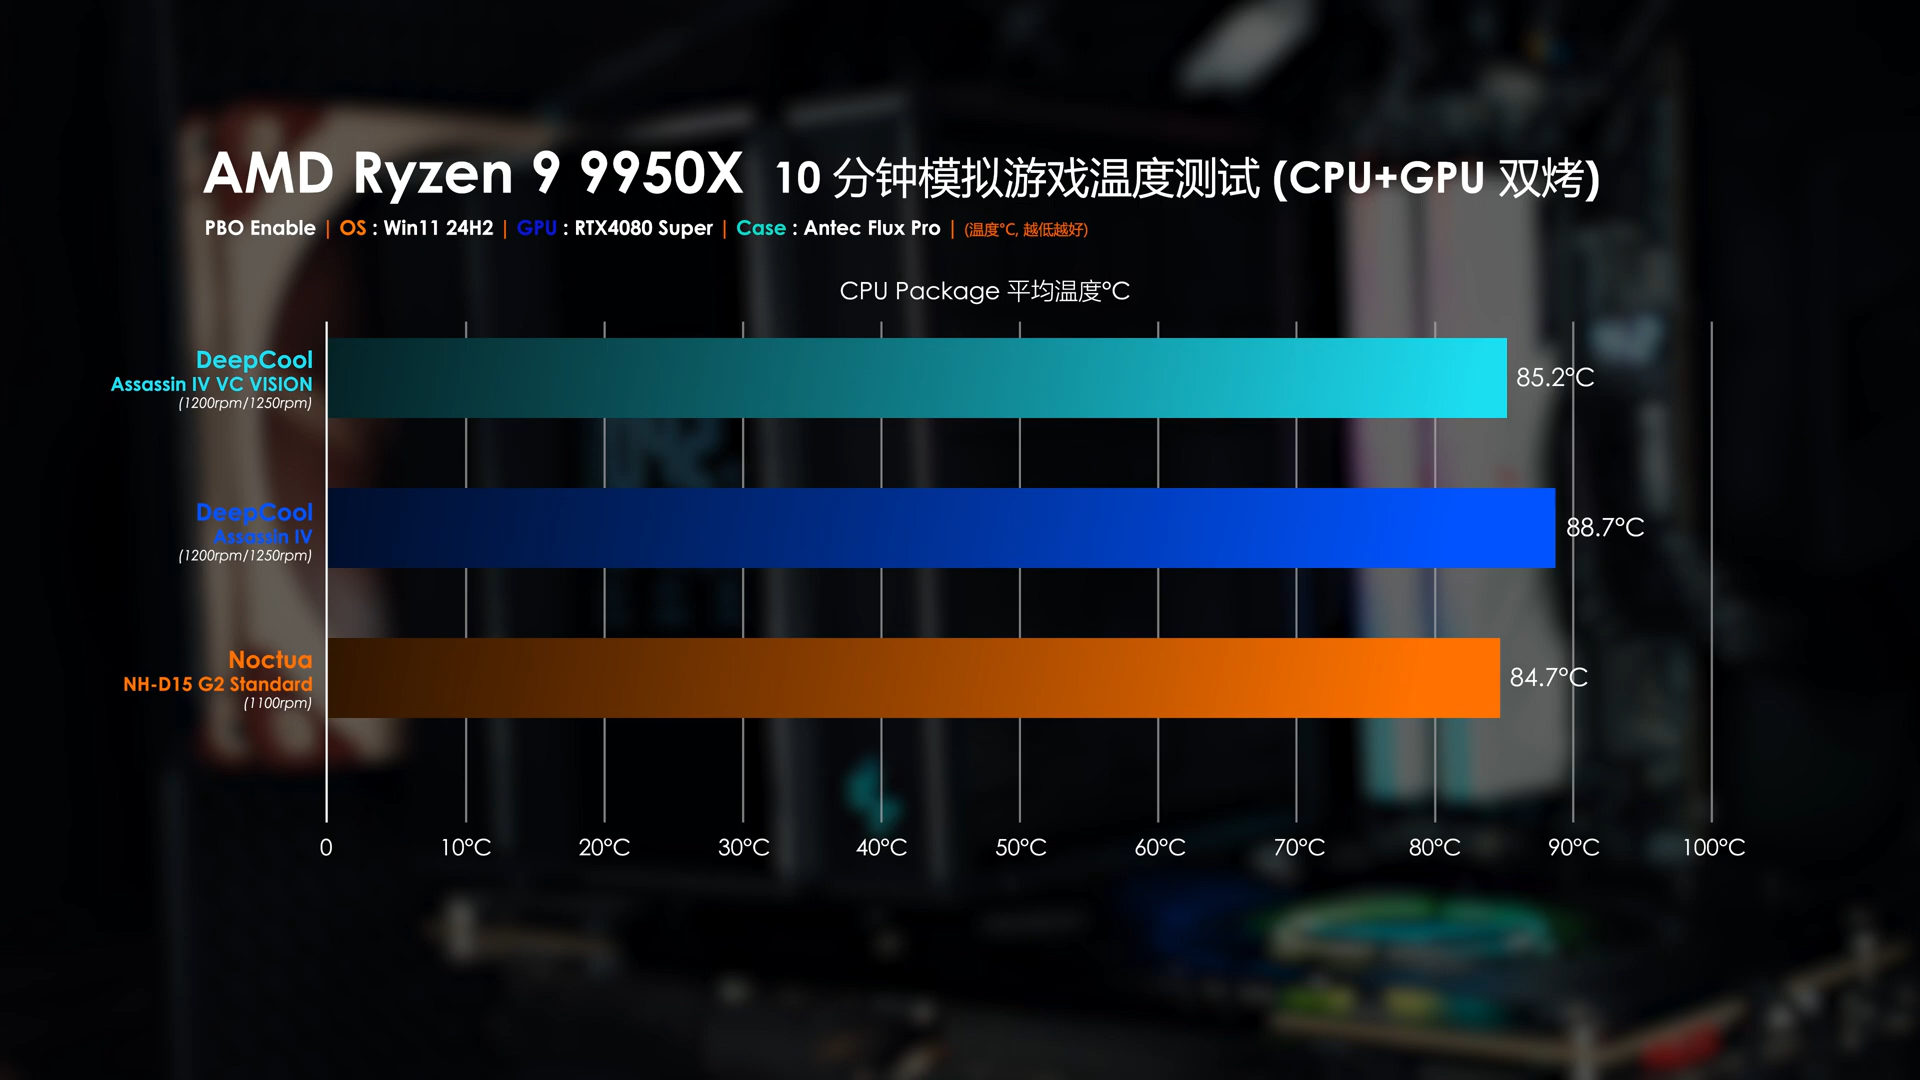 AMD Ryzen 9 9950X 10 分钟模拟游戏温度测试 (CPU+GPU 双烤)
PBO Enable | OS : Win11 24H2 | GPU : RTX4080 Super | Case : Antec Flux Pro | (温度°C, 越低越好)
CPU Package 平均温度°C
DeepCool
Assassin IV VC VISION
(1200rpm/1250rpm)
85.2°C
DeepCool
Assassin IV
(1200rpm/1250rpm)
88.7°C
Noctua
NH-D15 G2 Standard
(1100rpm)
84.7°C
0 10°C 20°C 30°C 40°C 50°C 60°C 70°C 80°C 90°C 100°C